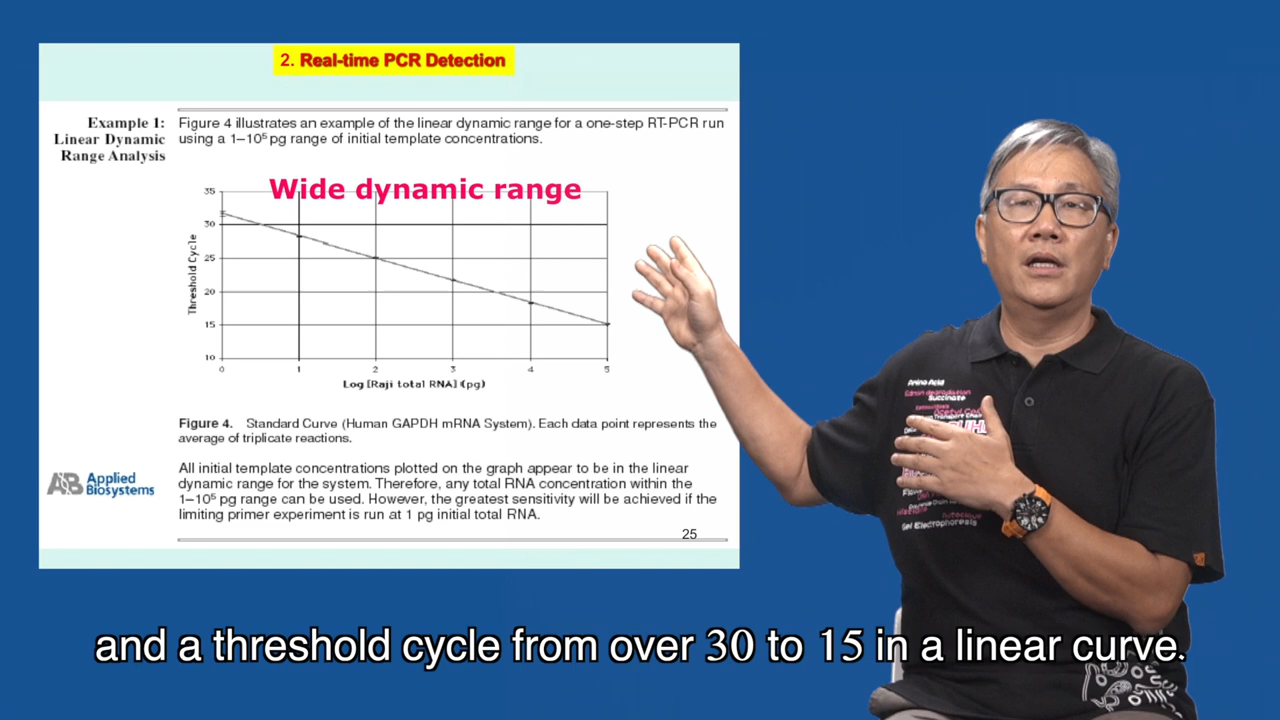 2. Real-time PCR Detection
Example 1:
Linear Dynamic
Range Analysis
Figure 4 illustrates an example of the linear dynamic range for a one-step RT-PCR run
using a 1–10⁵ pg range of initial template concentrations.
Wide dynamic range
35
30
25
20
15
10
Threshold Cycle
0 1 2 3 4 5
Log [Raji total RNA] (pg)
Figure 4. Standard Curve (Human GAPDH mRNA System). Each data point represents the
average of triplicate reactions.
AB Applied
Biosystems
All initial template concentrations plotted on the graph appear to be in the linear
dynamic range for the system. Therefore, any total RNA concentration within the
1–10⁵ pg range can be used. However, the greatest sensitivity will be achieved if the
limiting primer experiment is run at 1 pg initial total RNA.
25
Amino Acid
Edman degradation
Succinate
Gel Electrophoresis
and a threshold cycle from over 30 to 15 in a linear curve.